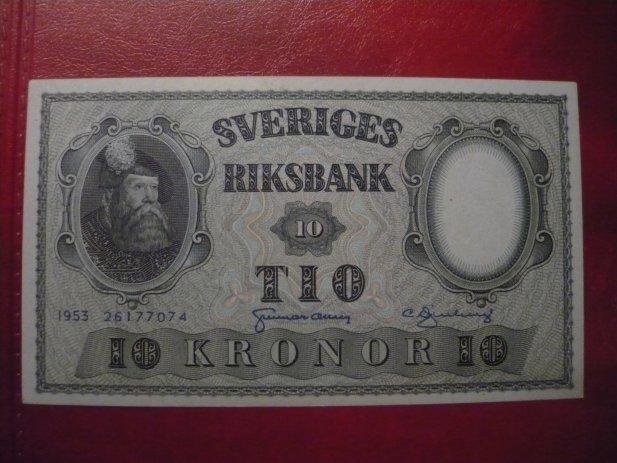 SVERIGES
RIKSBANK
10
TIO
1953 26177074
10 KRONOR 10